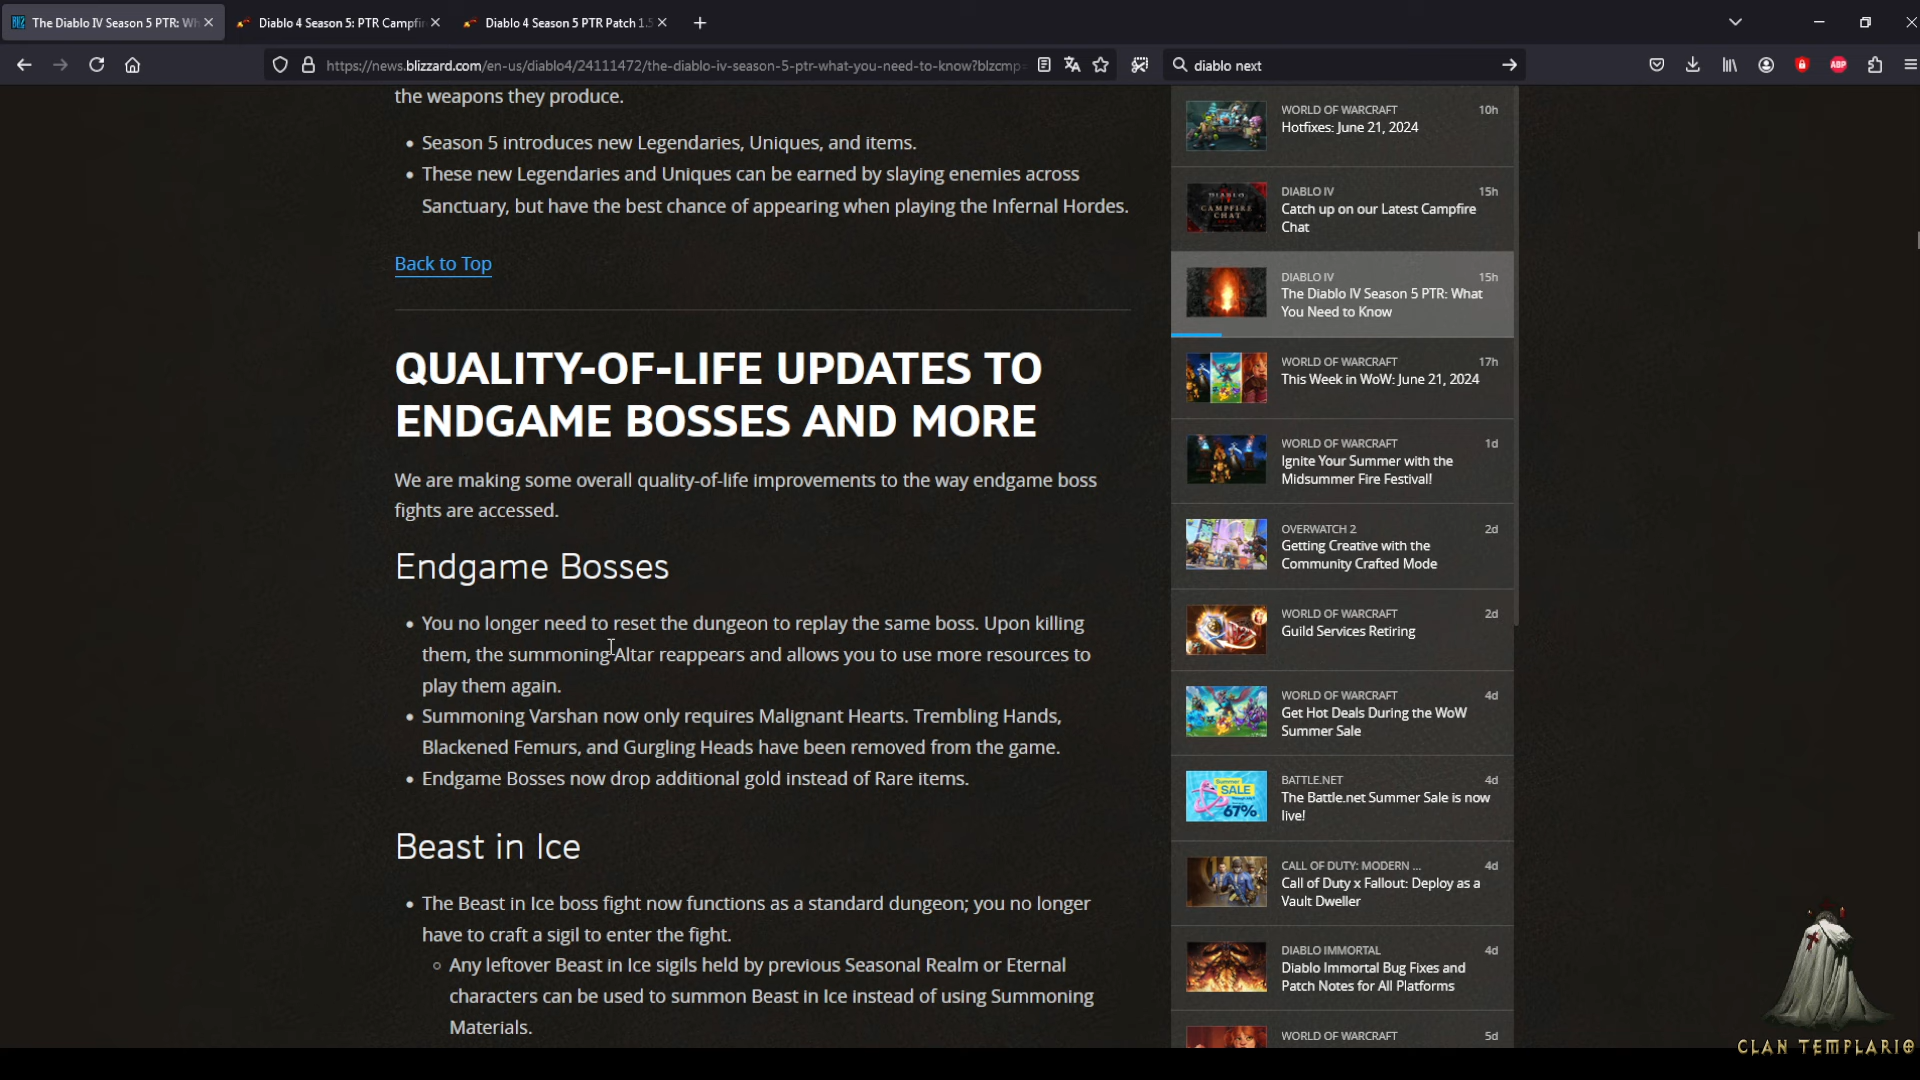 The Diablo IV Season 5 PTR: Wh
Diablo 4 Season 5: PTR Campfir
Diablo 4 Season 5 PTR Patch 1.5
https://news.blizzard.com/en-us/diablo4/24111472/the-diablo-iv-season-5-ptr-what-you-need-to-know?blzcmp=
diablo next
ABP
the weapons they produce.
• Season 5 introduces new Legendaries, Uniques, and items.
• These new Legendaries and Uniques can be earned by slaying enemies across
Sanctuary, but have the best chance of appearing when playing the Infernal Hordes.
Back to Top
QUALITY-OF-LIFE UPDATES TO
ENDGAME BOSSES AND MORE
We are making some overall quality-of-life improvements to the way endgame boss
fights are accessed.
Endgame Bosses
• You no longer need to reset the dungeon to replay the same boss. Upon killing
them, the summoning Altar reappears and allows you to use more resources to
play them again.
• Summoning Varshan now only requires Malignant Hearts. Trembling Hands,
Blackened Femurs, and Gurgling Heads have been removed from the game.
• Endgame Bosses now drop additional gold instead of Rare items.
Beast in Ice
• The Beast in Ice boss fight now functions as a standard dungeon; you no longer
have to craft a sigil to enter the fight.
○ Any leftover Beast in Ice sigils held by previous Seasonal Realm or Eternal
characters can be used to summon Beast in Ice instead of using Summoning
Materials.
WORLD OF WARCRAFT 10h
Hotfixes: June 21, 2024
DIABLO IV 15h
Catch up on our Latest Campfire
Chat
DIABLO IV 15h
The Diablo IV Season 5 PTR: What
You Need to Know
WORLD OF WARCRAFT 17h
This Week in WoW: June 21, 2024
WORLD OF WARCRAFT 1d
Ignite Your Summer with the
Midsummer Fire Festival!
OVERWATCH 2 2d
Getting Creative with the
Community Crafted Mode
WORLD OF WARCRAFT 2d
Guild Services Retiring
WORLD OF WARCRAFT 4d
Get Hot Deals During the WoW
Summer Sale
BATTLE.NET 4d
The Battle.net Summer Sale is now
live!
SALE
67%
CALL OF DUTY: MODERN ... 4d
Call of Duty x Fallout: Deploy as a
Vault Dweller
DIABLO IMMORTAL 4d
Diablo Immortal Bug Fixes and
Patch Notes for All Platforms
WORLD OF WARCRAFT 5d
CLAN TEMPLARIO